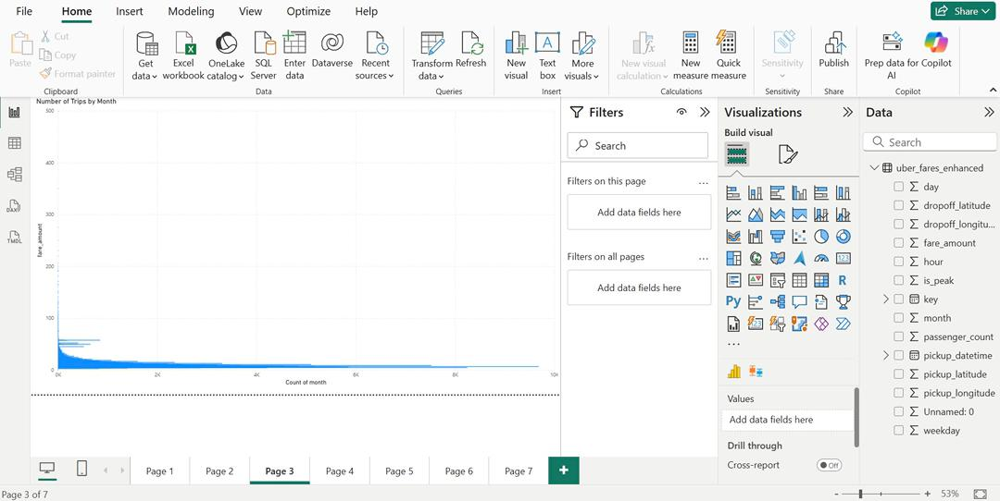 File Home Insert Modeling View Optimize Help Share
Paste Cut Copy Format painter
Clipboard
Get data Excel workbook OneLake catalog SQL Server Enter data Dataverse Recent sources
Data
Transform data Refresh
Queries
New visual Text box More visuals
Insert
New visual calculation New measure Quick measure
Calculations
Sensitivity
Sensitivity
Publish
Share
Prep data for AI Copilot
Copilot
Number of Trips by Month
500
400
300
200
100
0
fare_amount
0K 2K 4K 6K 8K 10K
Count of month
Filters
Search
Filters on this page ...
Add data fields here
Filters on all pages ...
Add data fields here
Visualizations
Build visual
123
R
Py
123
...
Values
Add data fields here
Drill through
Cross-report Off
Data
Search
uber_fares_enhanced
day
dropoff_latitude
dropoff_longitu...
fare_amount
hour
is_peak
key
month
passenger_count
pickup_datetime
pickup_latitude
pickup_longitude
Unnamed: 0
weekday
DAX
TMDL
Page 1 Page 2 Page 3 Page 4 Page 5 Page 6 Page 7 +
Page 3 of 7 - + 53%